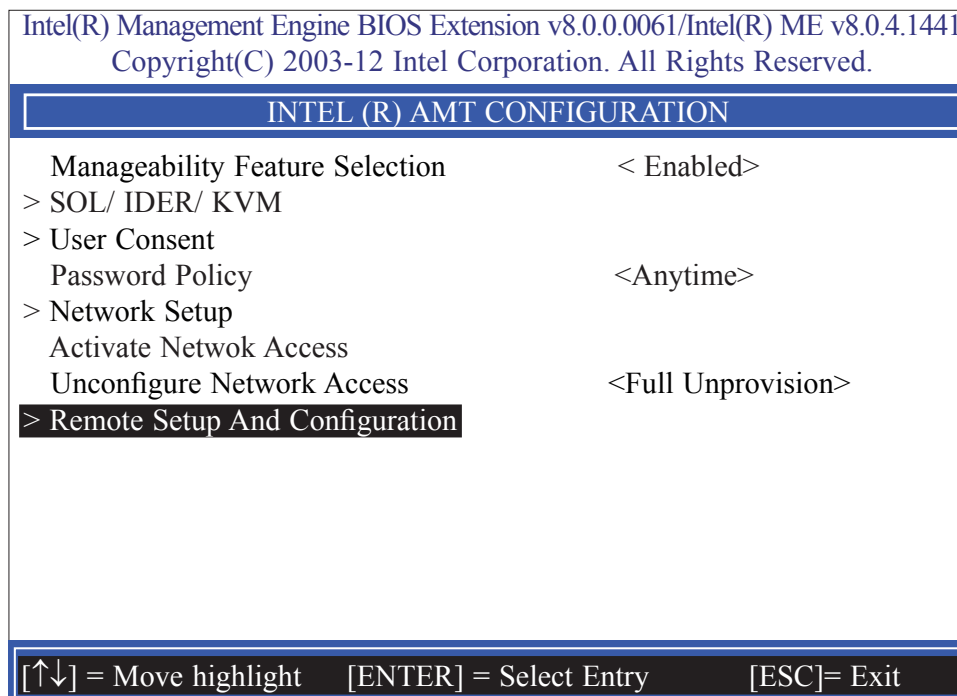 Intel(R) Management Engine BIOS Extension v8.0.0.0061/Intel(R) ME v8.0.4.1441
Copyright(C) 2003-12 Intel Corporation. All Rights Reserved.
INTEL (R) AMT CONFIGURATION
Manageability Feature Selection < Enabled>
> SOL/ IDER/ KVM
> User Consent
Password Policy <Anytime>
> Network Setup
Activate Netwok Access
Unconfigure Network Access <Full Unprovision>
> Remote Setup And Configuration
[↑↓] = Move highlight [ENTER] = Select Entry [ESC]= Exit